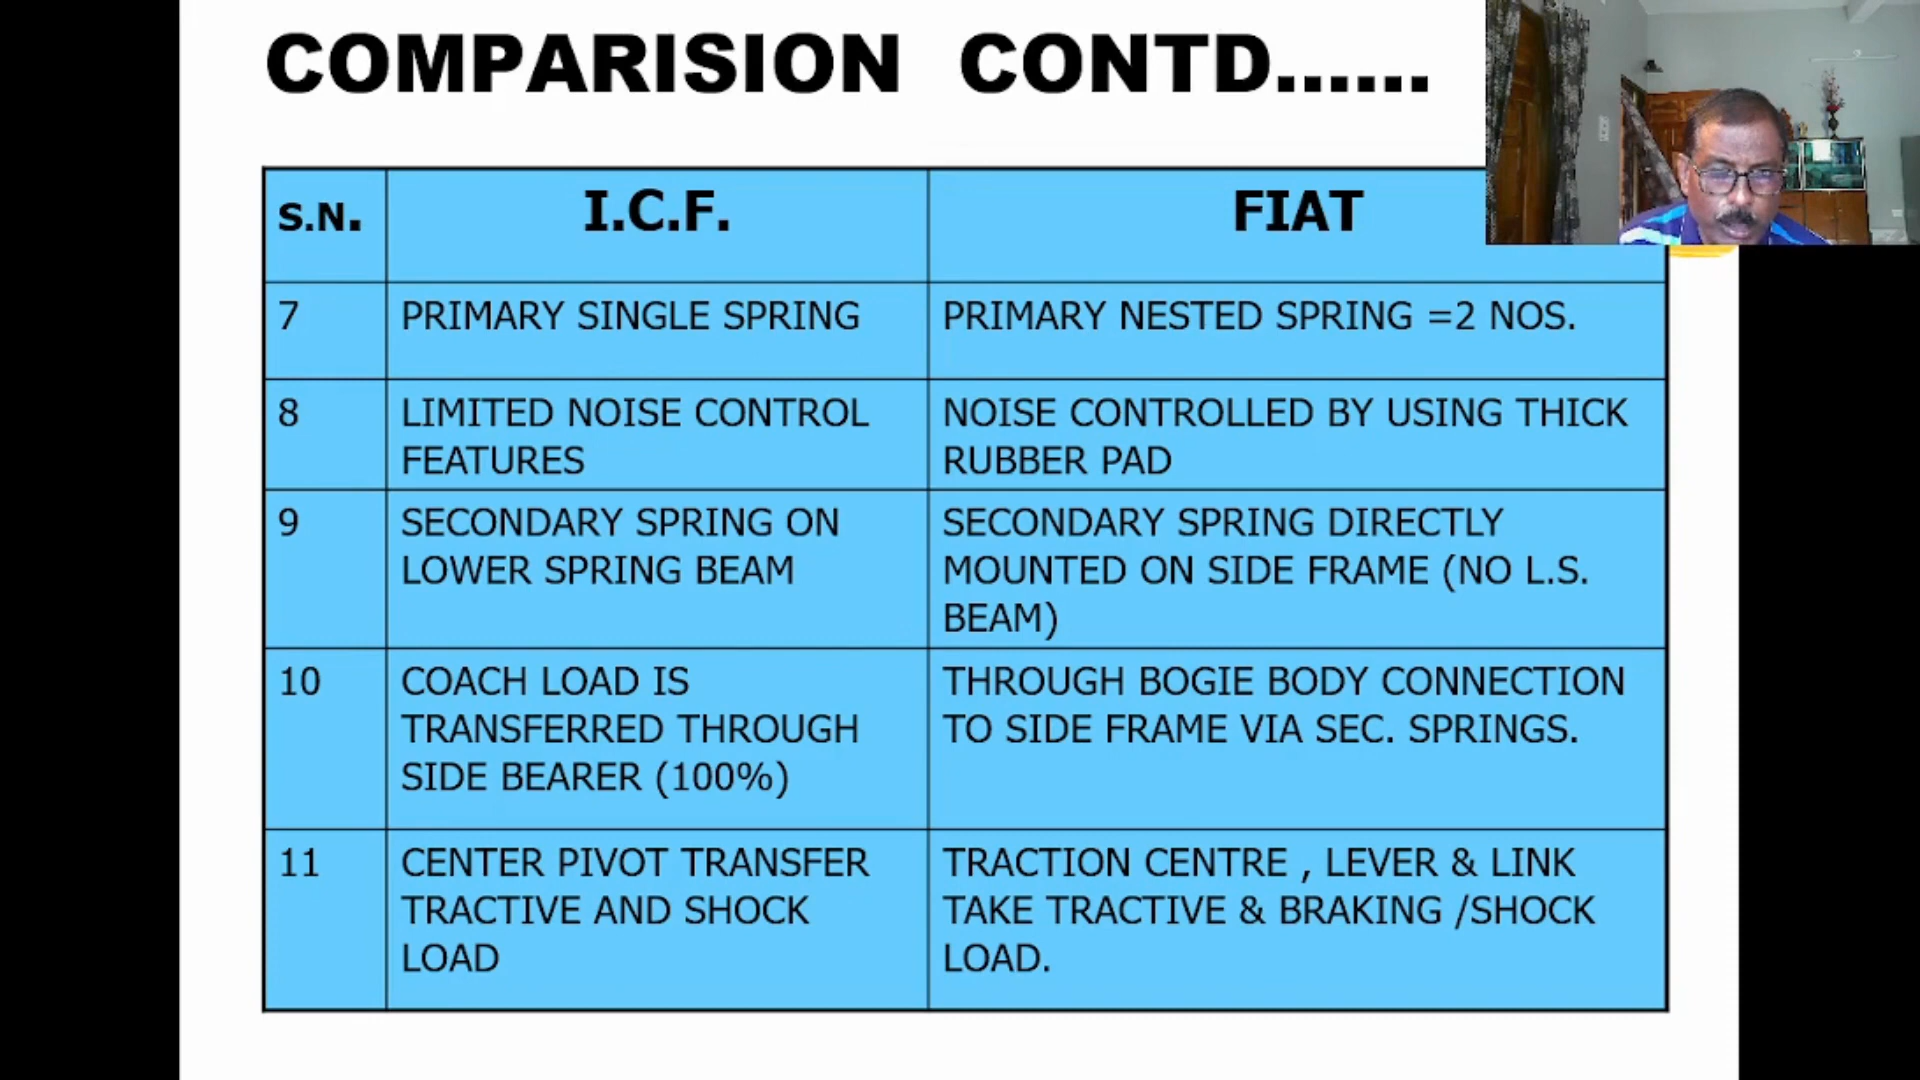 COMPARISION CONTD......
S.N. I.C.F. FIAT
7 PRIMARY SINGLE SPRING PRIMARY NESTED SPRING =2 NOS.
8 LIMITED NOISE CONTROL FEATURES NOISE CONTROLLED BY USING THICK RUBBER PAD
9 SECONDARY SPRING ON LOWER SPRING BEAM SECONDARY SPRING DIRECTLY MOUNTED ON SIDE FRAME (NO L.S. BEAM)
10 COACH LOAD IS TRANSFERRED THROUGH SIDE BEARER (100%) THROUGH BOGIE BODY CONNECTION TO SIDE FRAME VIA SEC. SPRINGS.
11 CENTER PIVOT TRANSFER TRACTIVE AND SHOCK LOAD TRACTION CENTRE , LEVER & LINK TAKE TRACTIVE & BRAKING /SHOCK LOAD.